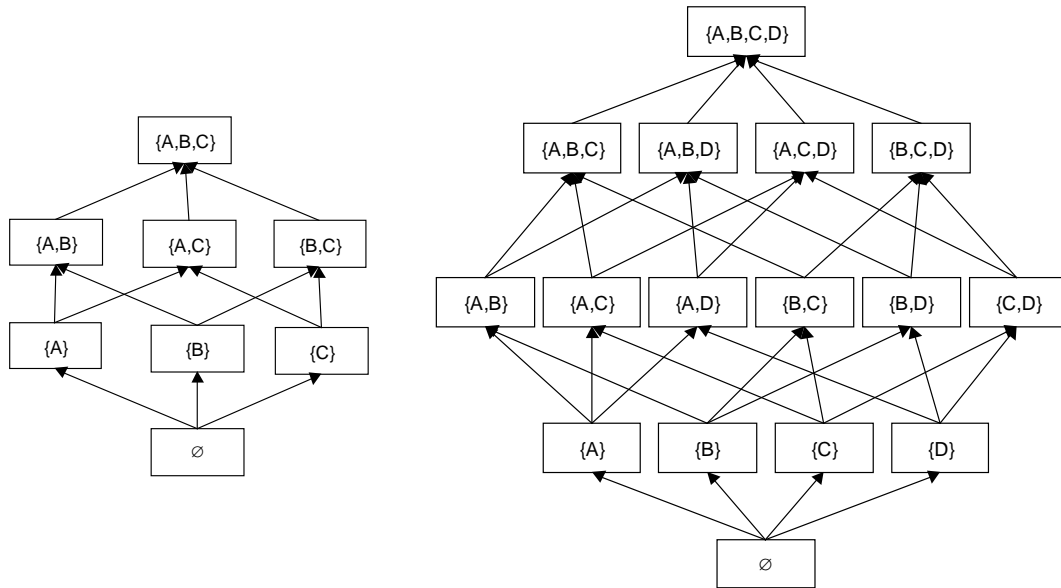 {A,B,C}
{A,B} {A,C} {B,C}
{A} {B} {C}
∅
{A,B,C,D}
{A,B,C} {A,B,D} {A,C,D} {B,C,D}
{A,B} {A,C} {A,D} {B,C} {B,D} {C,D}
{A} {B} {C} {D}
∅